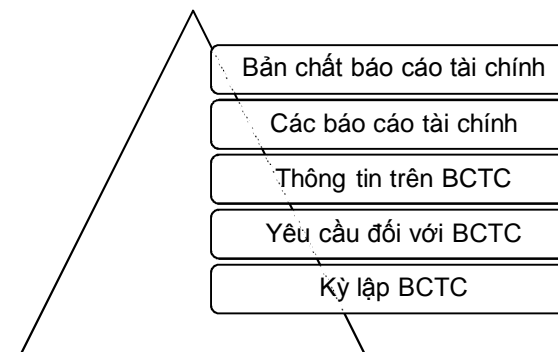 Bản chất báo cáo tài chính
Các báo cáo tài chính
Thông tin trên BCTC
Yêu cầu đối với BCTC
Kỳ lập BCTC